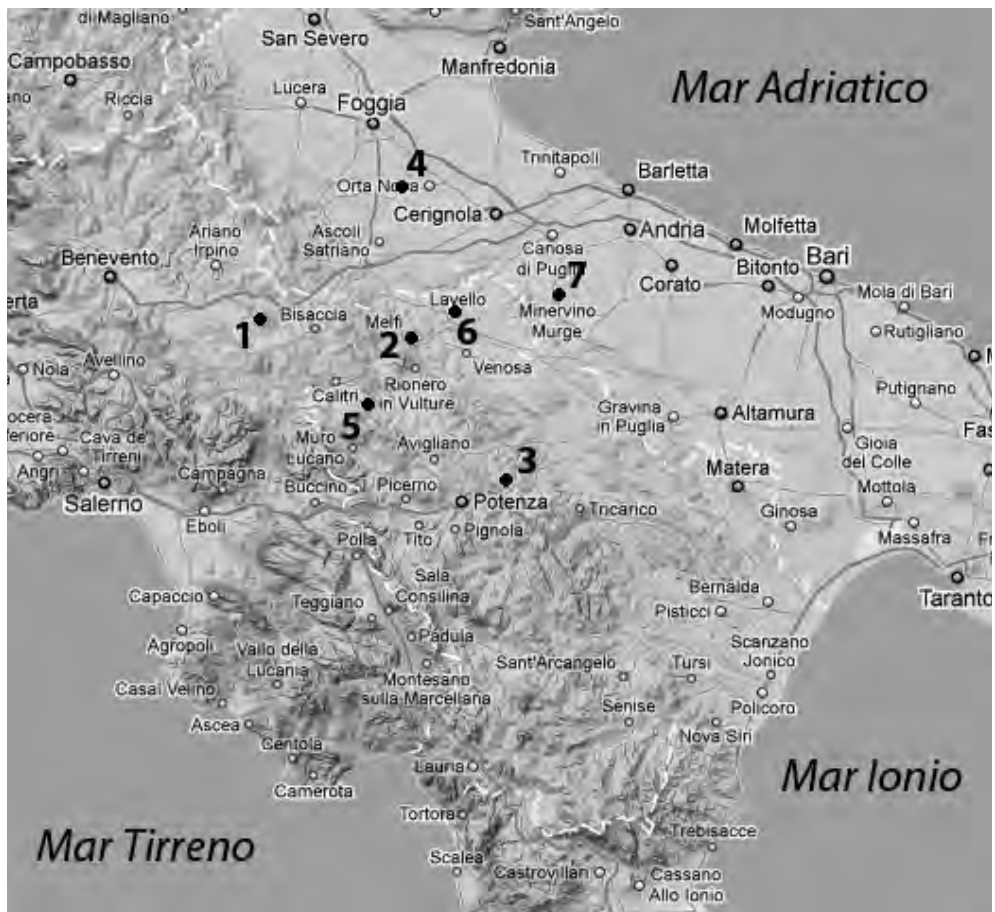 di Magliano
San Severo
Sant'Angelo
Campobasso
Manfredonia
Mar Adriatico
Riccia
Lucera
Foggia
4
Trinitapoli
Orta Nova
Barletta
Cerignola
Ariano
Irpino
Ascoli
Satriano
Andria
Molfetta
Benevento
Canosa
di Puglia
Corato
Bitonto
Bari
7
Lavello
Minervino
Murge
Modugno
Mola di Bari
Rutigliano
1
Bisaccia
Melfi
2
6
Venosa
Nola
Avellino
Rionero
in Vulture
Calitri
5
Gravina
in Puglia
Altamura
Putignano
Cava de'
Tirreni
Angri
Muro
Lucano
Avigliano
Gioia
del Colle
3
Matera
Salerno
Campagna
Buccino
Picerno
Potenza
Mottola
Eboli
Tricarico
Ginosa
Massafra
Polla
Tito
Pignola
Sala
Consilina
Taranto
Capaccio
Teggiano
Bernalda
Pisticci
Agropoli
Vallo della
Lucania
Padula
Scanzano
Jonico
Casal Velino
Montesano
sulla Marcellana
Sant'Arcangelo
Tursi
Policoro
Ascea
Senise
Nova Siri
Centola
Camerota
Lauria
Mar Ionio
Tortora
Trebisacce
Mar Tirreno
Scalea
Castrovillari
Cassano
Allo Ionio